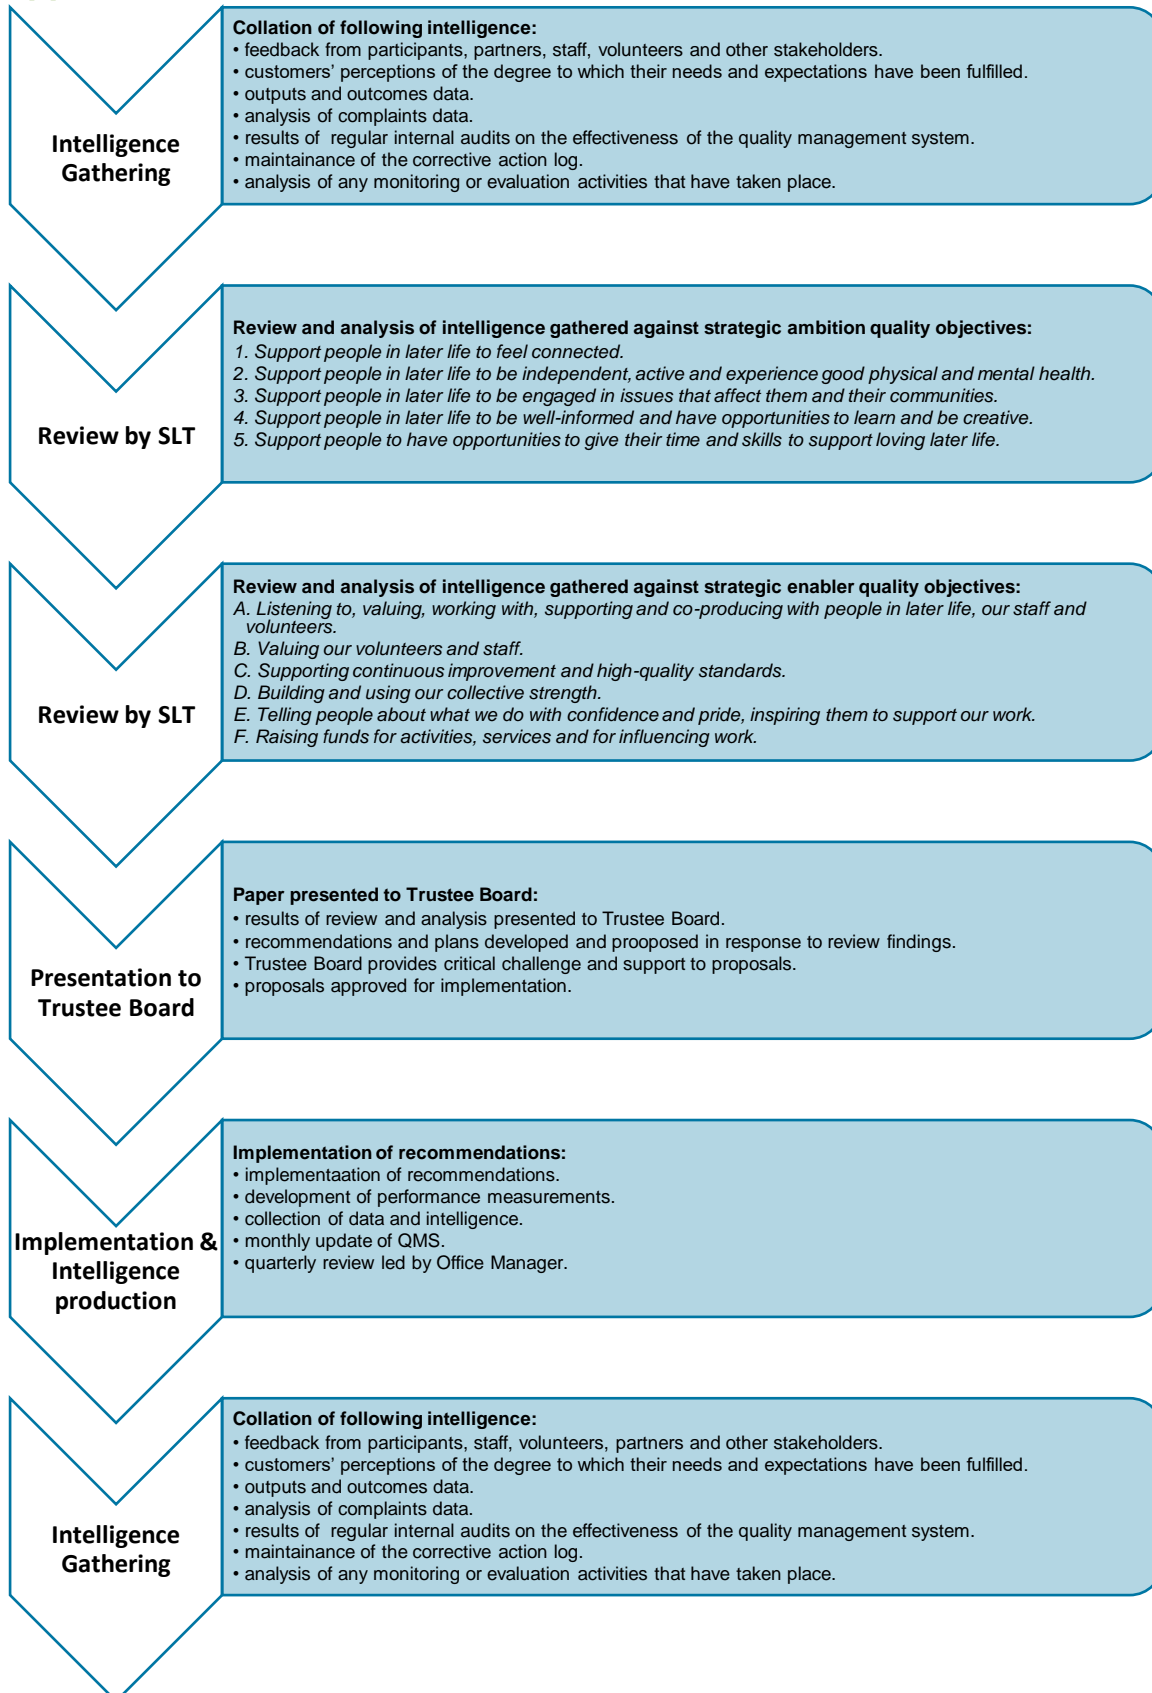 Intelligence
Gathering
Collation of following intelligence:
• feedback from participants, partners, staff, volunteers and other stakeholders.
• customers’ perceptions of the degree to which their needs and expectations have been fulfilled.
• outputs and outcomes data.
• analysis of complaints data.
• results of  regular internal audits on the effectiveness of the quality management system.
• maintainance of the corrective action log.
• analysis of any monitoring or evaluation activities that have taken place.
Review by SLT
Review and analysis of intelligence gathered against strategic ambition quality objectives:
1. Support people in later life to feel connected.
2. Support people in later life to be independent, active and experience good physical and mental health.
3. Support people in later life to be engaged in issues that affect them and their communities.
4. Support people in later life to be well-informed and have opportunities to learn and be creative.
5. Support people to have opportunities to give their time and skills to support loving later life.
Review by SLT
Review and analysis of intelligence gathered against strategic enabler quality objectives:
A. Listening to, valuing, working with, supporting and co-producing with people in later life, our staff and
volunteers.
B. Valuing our volunteers and staff.
C. Supporting continuous improvement and high-quality standards.
D. Building and using our collective strength.
E. Telling people about what we do with confidence and pride, inspiring them to support our work.
F. Raising funds for activities, services and for influencing work.
Presentation to
Trustee Board
Paper presented to Trustee Board:
• results of review and analysis presented to Trustee Board.
• recommendations and plans developed and prooposed in response to review findings.
• Trustee Board provides critical challenge and support to proposals.
• proposals approved for implementation.
Implementation &
Intelligence
production
Implementation of recommendations:
• implementaation of recommendations.
• development of performance measurements.
• collection of data and intelligence.
• monthly update of QMS.
• quarterly review led by Office Manager.
Intelligence
Gathering
Collation of following intelligence:
• feedback from participants, staff, volunteers, partners and other stakeholders.
• customers’ perceptions of the degree to which their needs and expectations have been fulfilled.
• outputs and outcomes data.
• analysis of complaints data.
• results of  regular internal audits on the effectiveness of the quality management system.
• maintainance of the corrective action log.
• analysis of any monitoring or evaluation activities that have taken place.